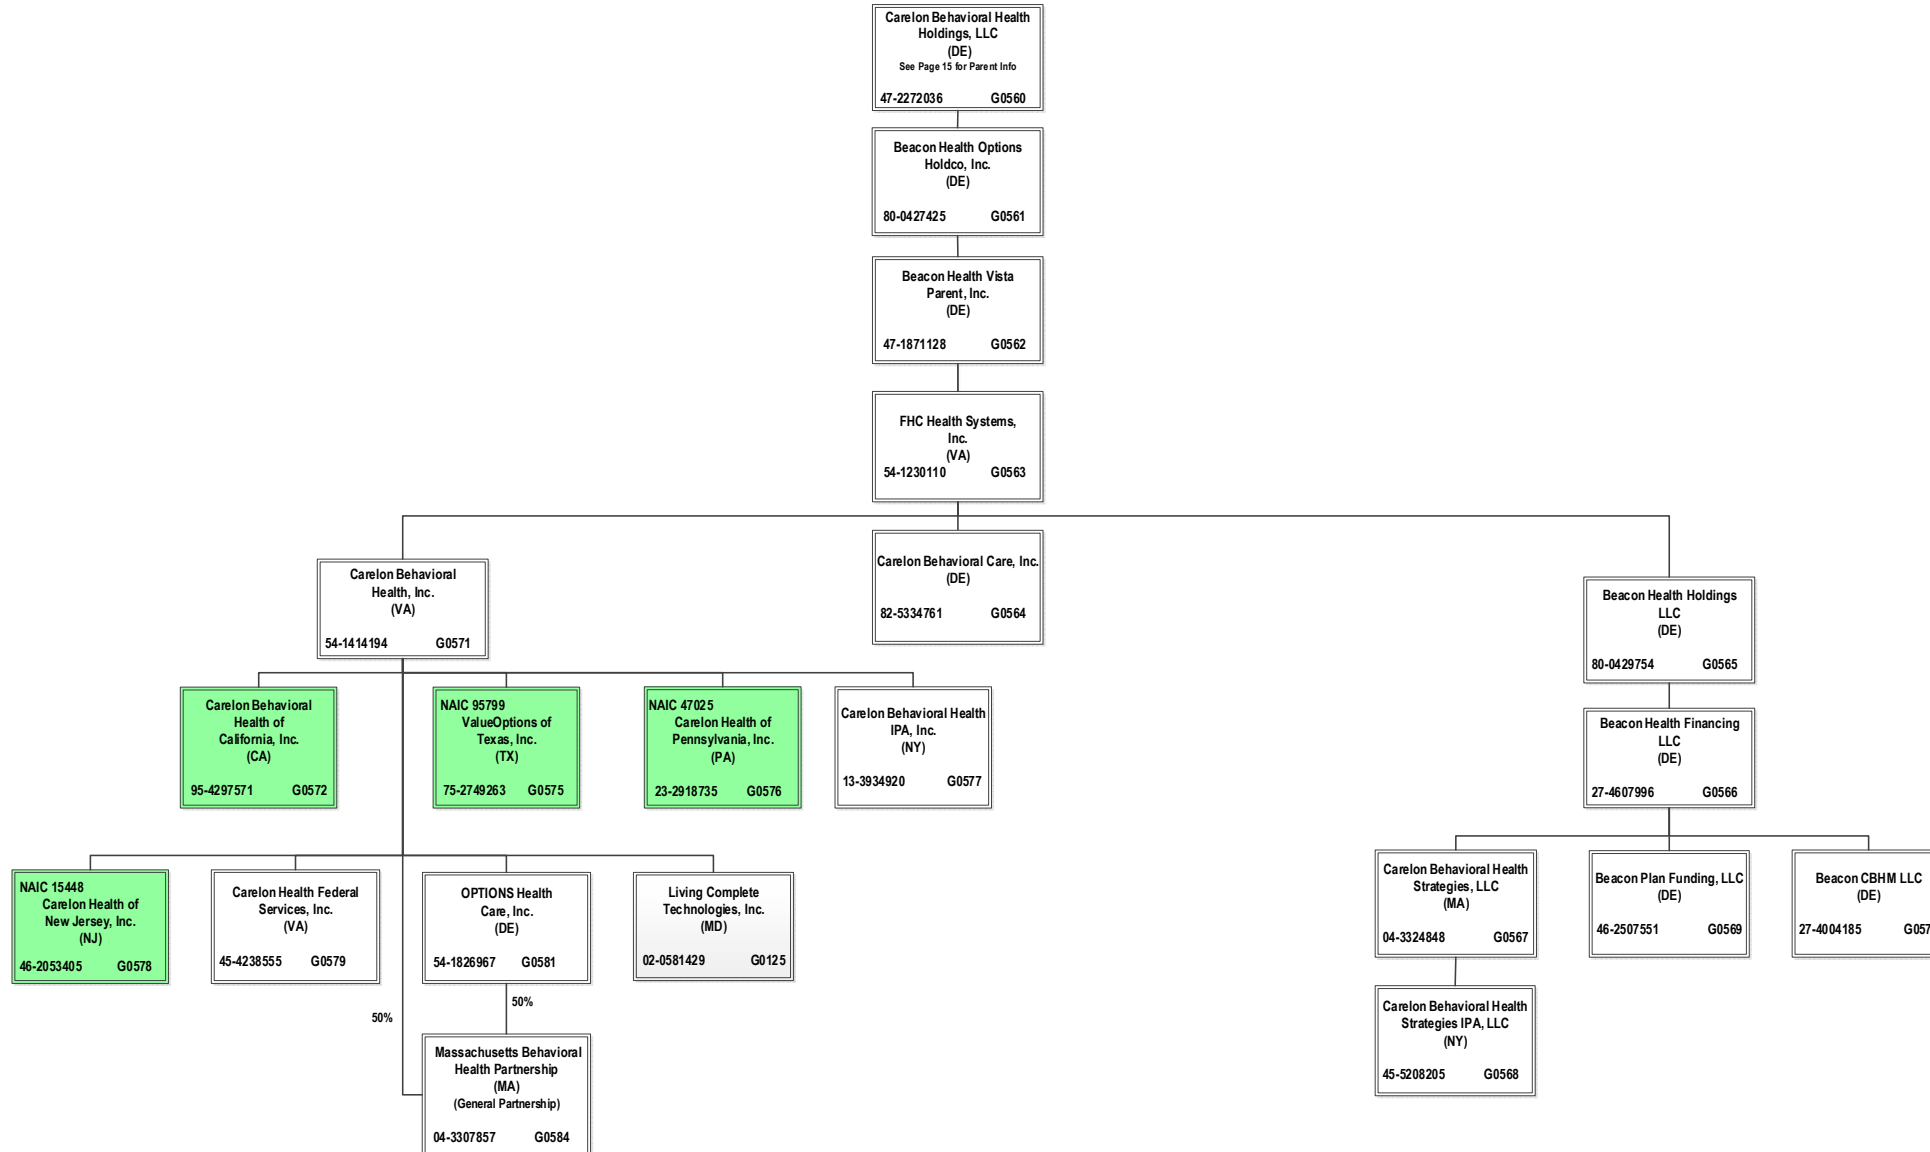 Carelon Behavioral Health
Holdings, LLC
(DE)
See Page 15 for Parent Info
47-2272036 G0560
Beacon Health Options
Holdco, Inc.
(DE)
80-0427425 G0561
Beacon Health Vista
Parent, Inc.
(DE)
47-1871128 G0562
FHC Health Systems,
Inc.
(VA)
54-1230110 G0563
Carelon Behavioral
Health, Inc.
(VA)
54-1414194 G0571
Carelon Behavioral Care, Inc.
(DE)
82-5334761 G0564
Beacon Health Holdings
LLC
(DE)
80-0429754 G0565
Carelon Behavioral
Health of
California, Inc.
(CA)
95-4297571 G0572
NAIC 95799
ValueOptions of
Texas, Inc.
(TX)
75-2749263 G0575
NAIC 47025
Carelon Health of
Pennsylvania, Inc.
(PA)
23-2918735 G0576
Carelon Behavioral Health
IPA, Inc.
(NY)
13-3934920 G0577
Beacon Health Financing
LLC
(DE)
27-4607996 G0566
NAIC 15448
Carelon Health of
New Jersey, Inc.
(NJ)
46-2053405 G0578
Carelon Health Federal
Services, Inc.
(VA)
45-4238555 G0579
OPTIONS Health
Care, Inc.
(DE)
54-1826967 G0581
Living Complete
Technologies, Inc.
(MD)
02-0581429 G0125
Carelon Behavioral Health
Strategies, LLC
(MA)
04-3324848 G0567
Beacon Plan Funding, LLC
(DE)
46-2507551 G0569
Beacon CBHM LLC
(DE)
27-4004185 G057
50%
50%
Massachusetts Behavioral
Health Partnership
(MA)
(General Partnership)
04-3307857 G0584
Carelon Behavioral Health
Strategies IPA, LLC
(NY)
45-5208205 G0568